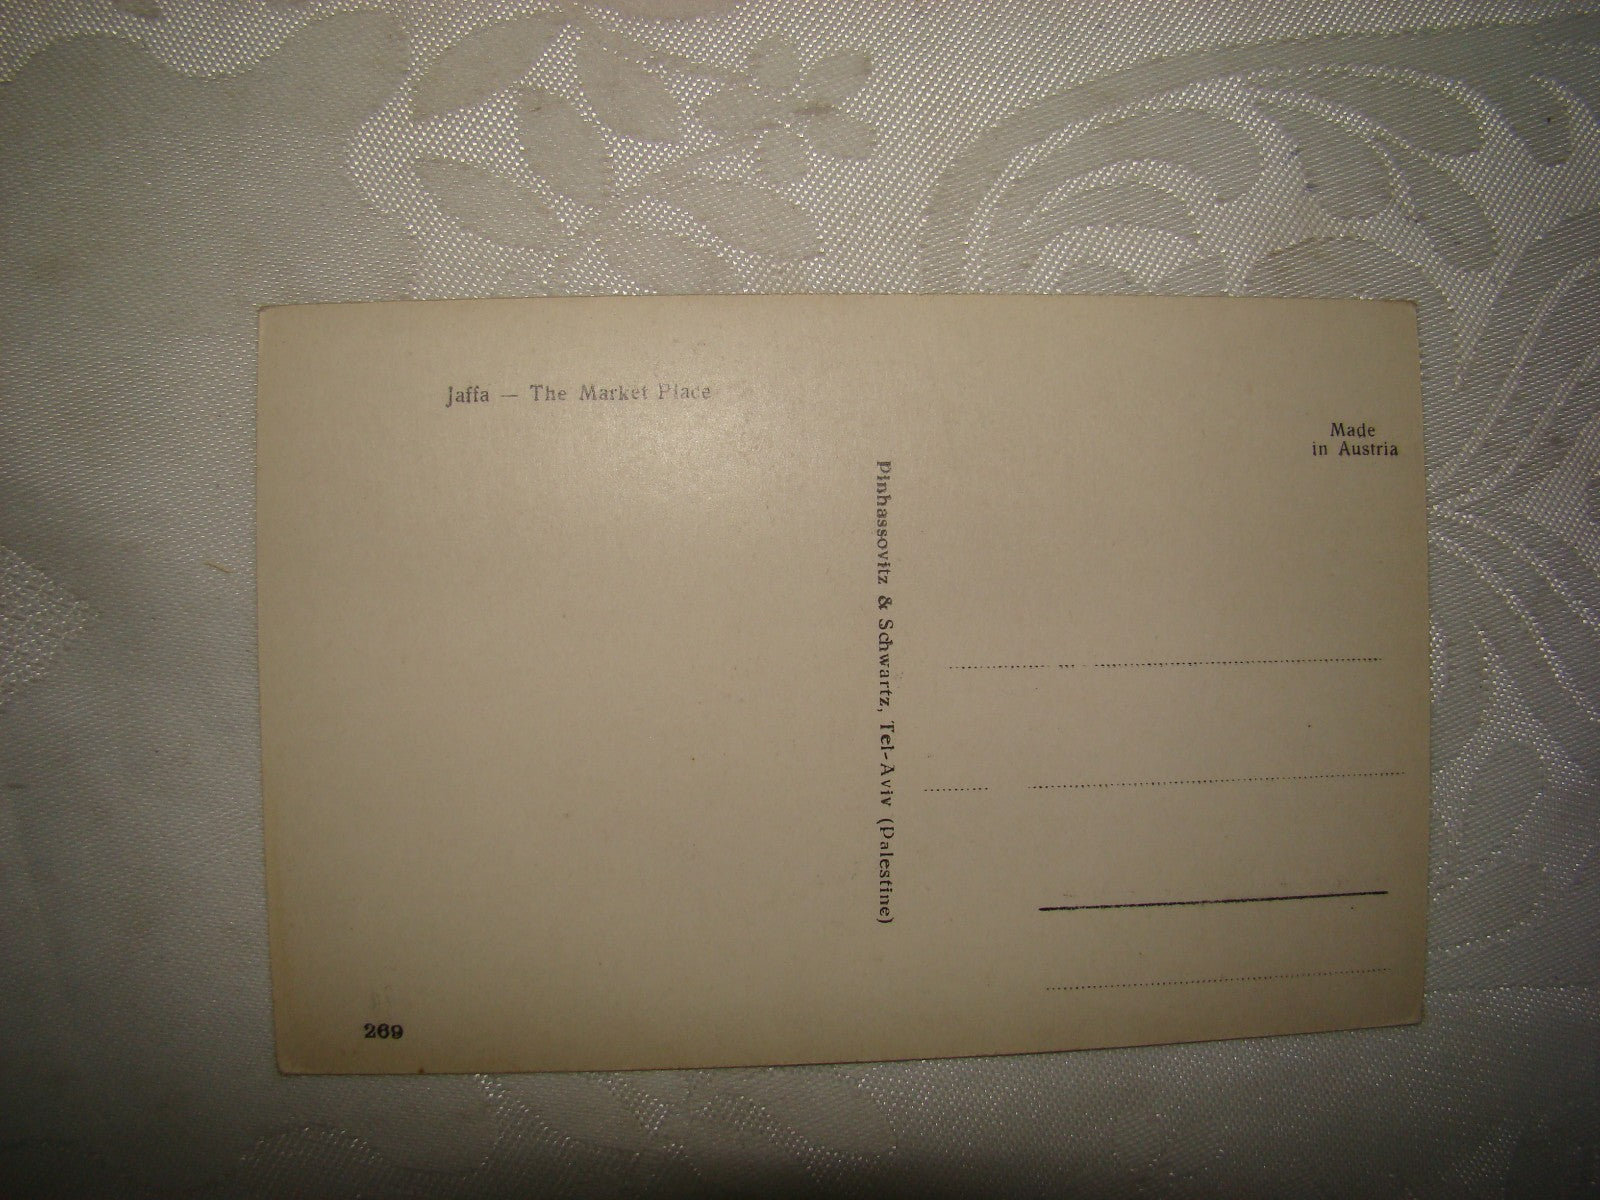 Jaffa — The Market Place
Made
in Austria
Pinhassovitz & Schwartz, Tel-Aviv (Palestine)
269